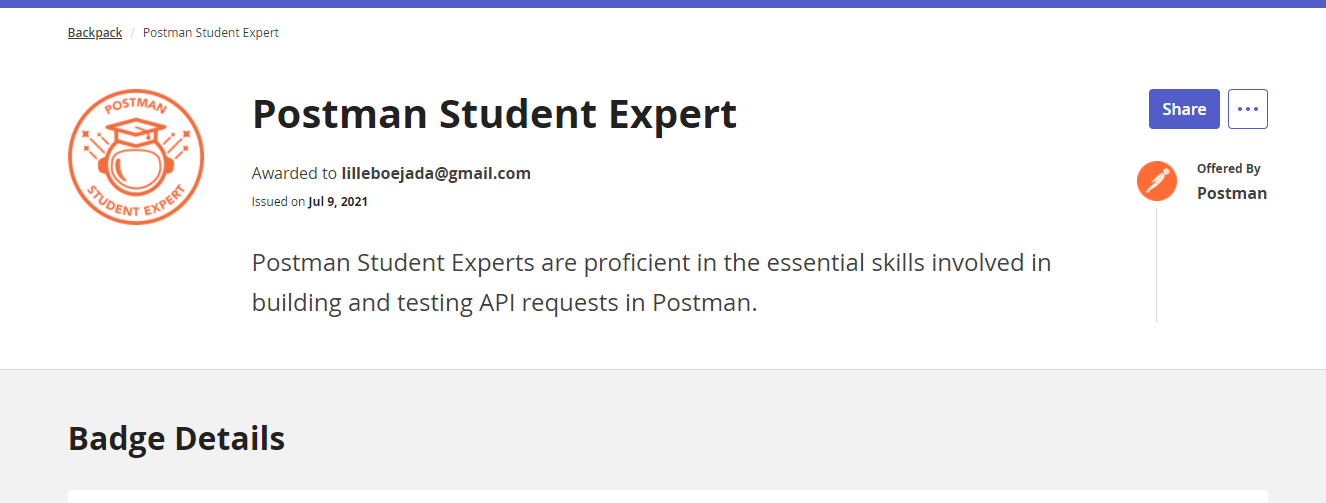 Backpack / Postman Student Expert
POSTMAN
STUDENT EXPERT
Postman Student Expert
Awarded to lilleboejada@gmail.com
Issued on Jul 9, 2021
Postman Student Experts are proficient in the essential skills involved in
building and testing API requests in Postman.
Share
Offered By
Postman
Badge Details